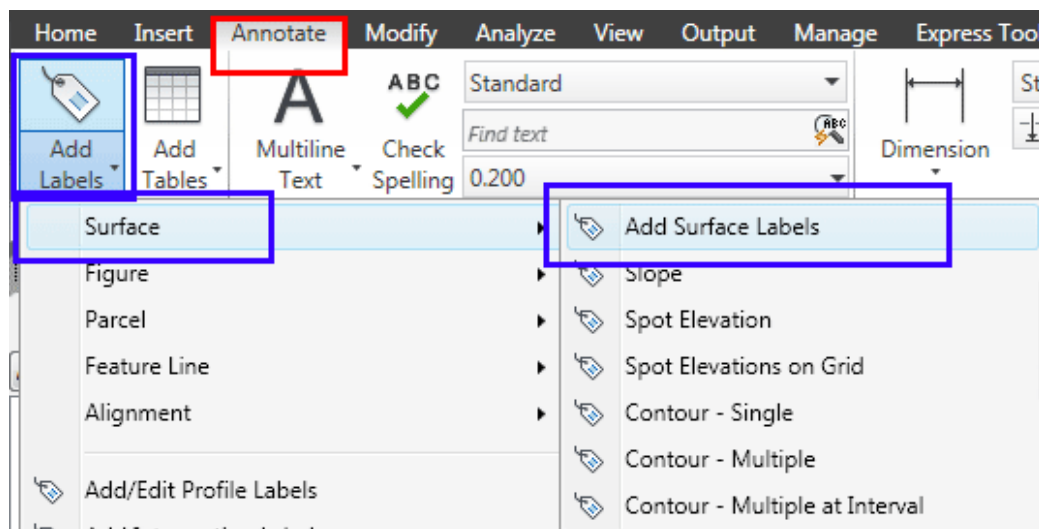 Home Insert Annotate Modify Analyze View Output Manage Express
Add Labels
Add Tables
Multiline Text
ABC
Check Spelling
Standard
Find text
ABC
0.200
Dimension
Surface
Figure
Parcel
Feature Line
Alignment
Add/Edit Profile Labels
Add Surface Labels
Slope
Spot Elevation
Spot Elevations on Grid
Contour - Single
Contour - Multiple
Contour - Multiple at Interval